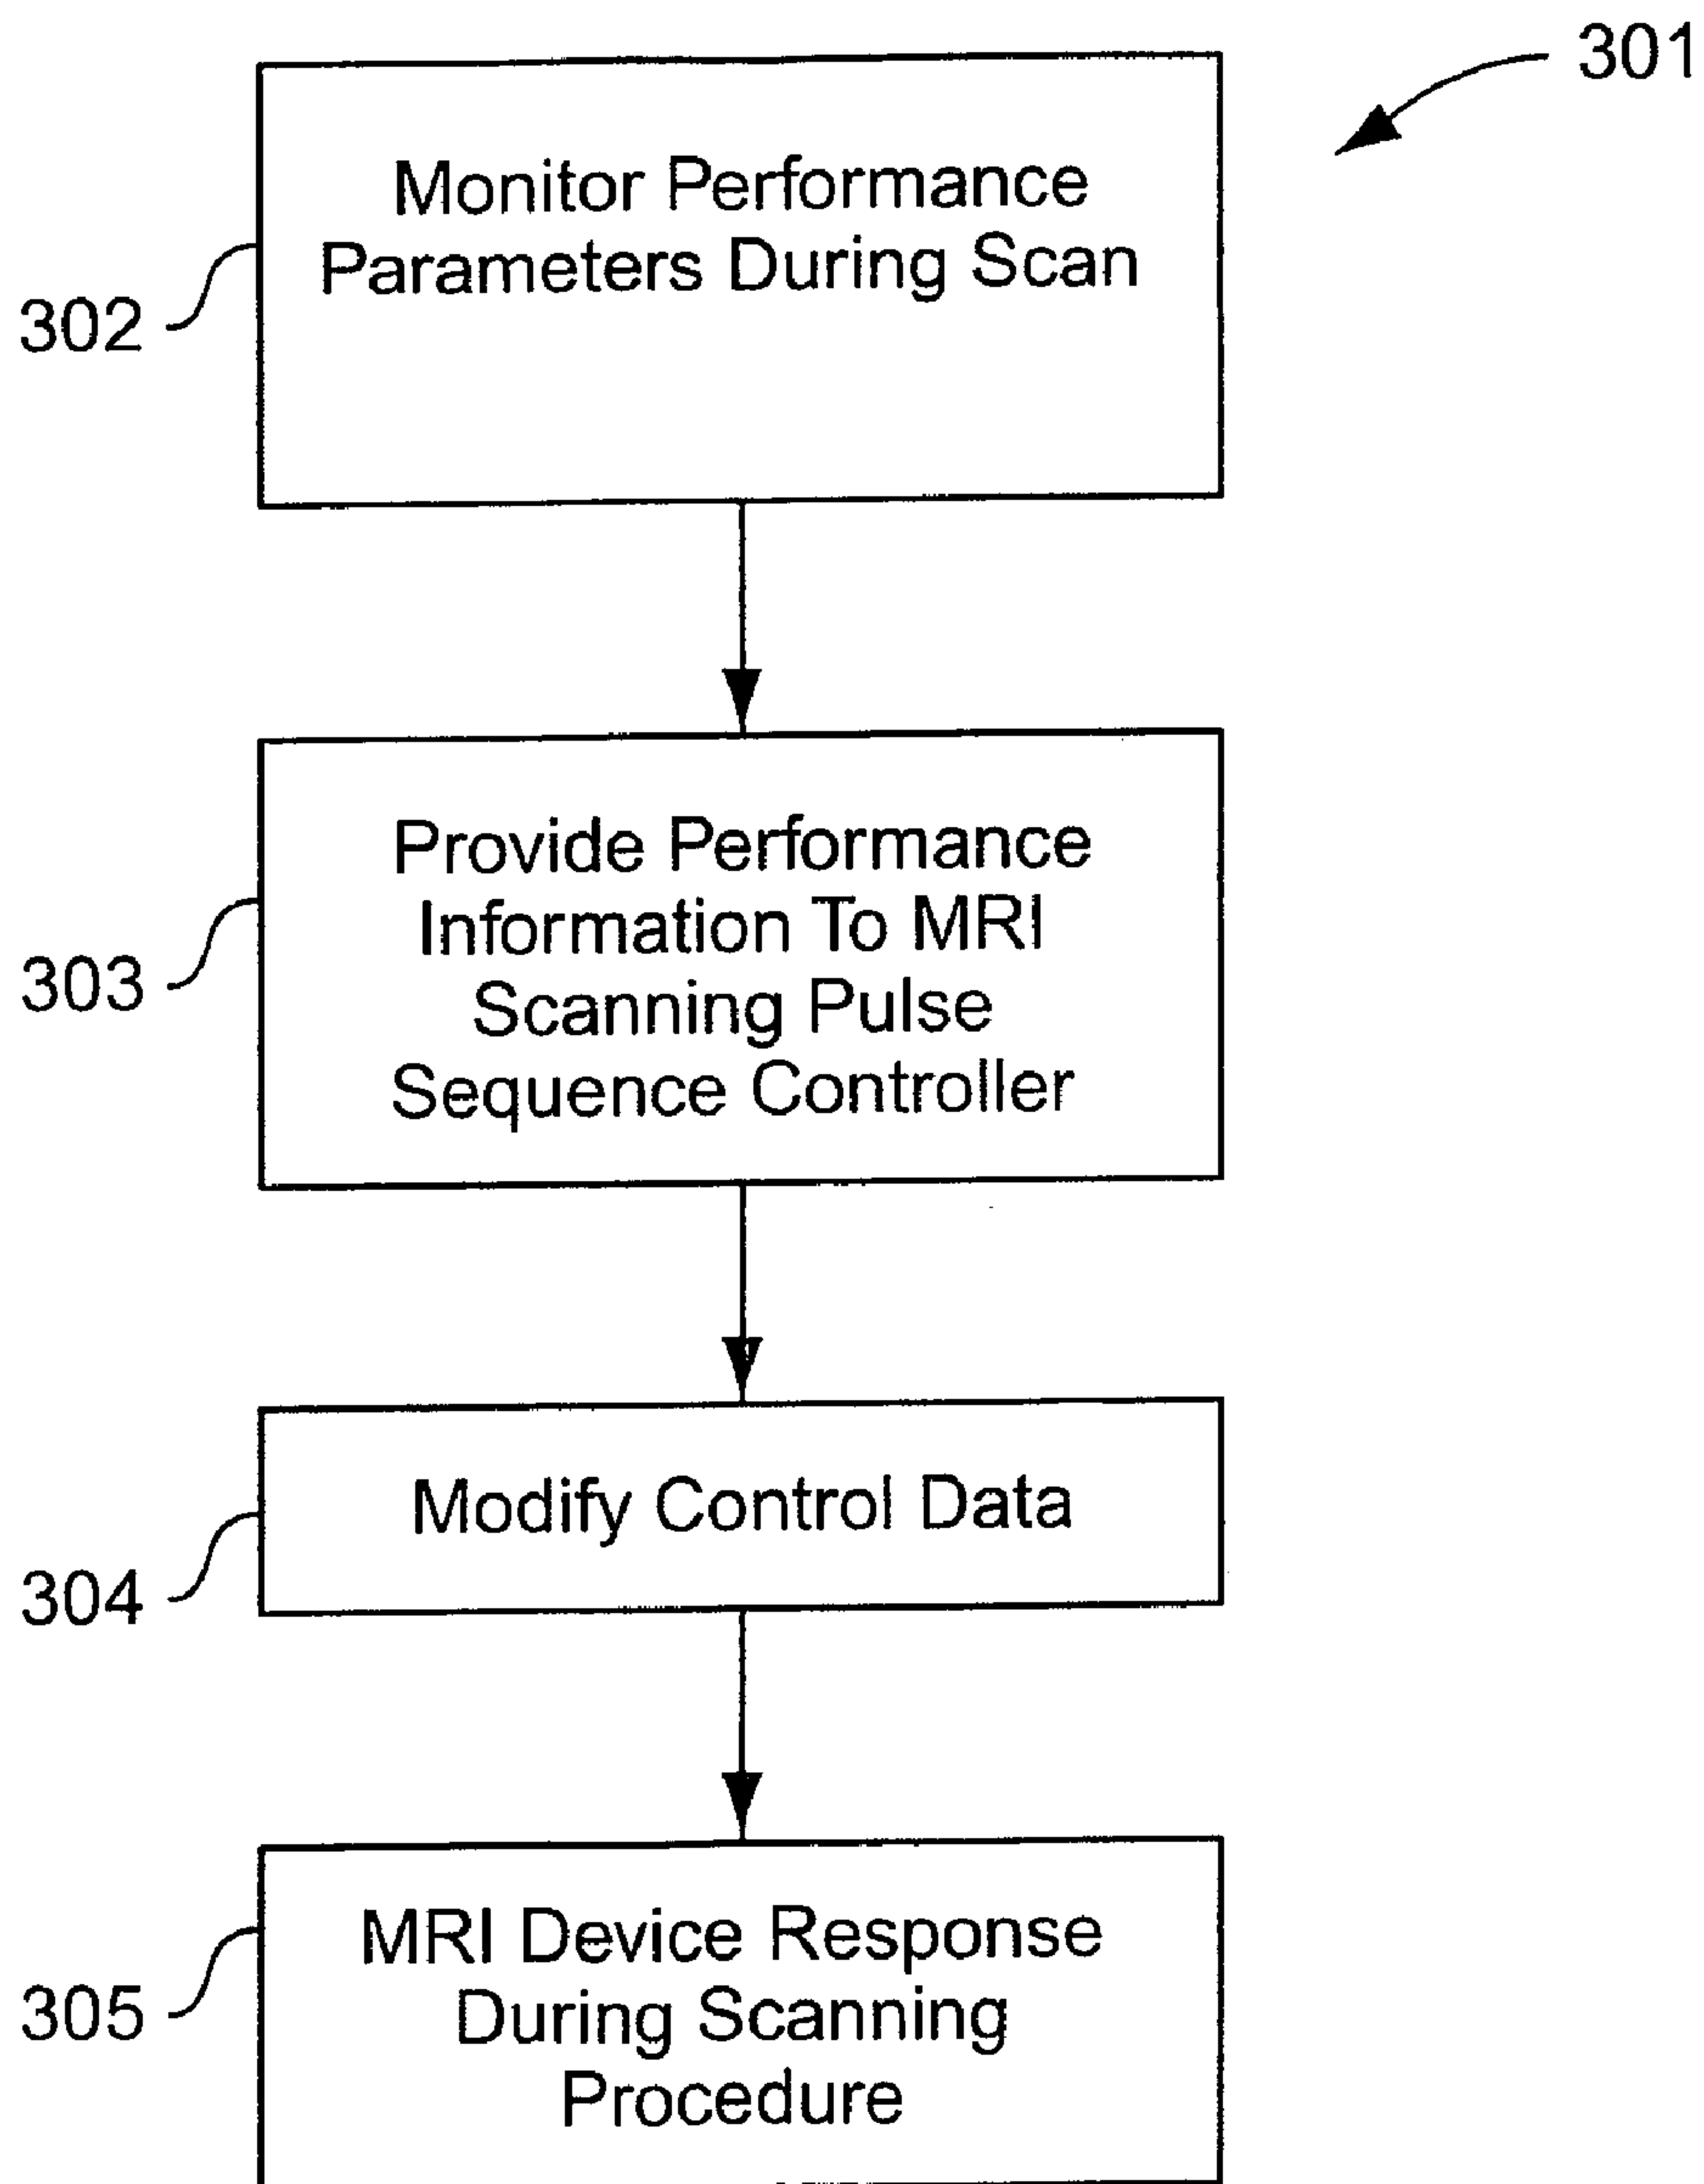 301
Monitor Performance
Parameters During Scan
302
Provide Performance
Information To MRI
Scanning Pulse
Sequence Controller
303
Modify Control Data
304
MRI Device Response
During Scanning
Procedure
305